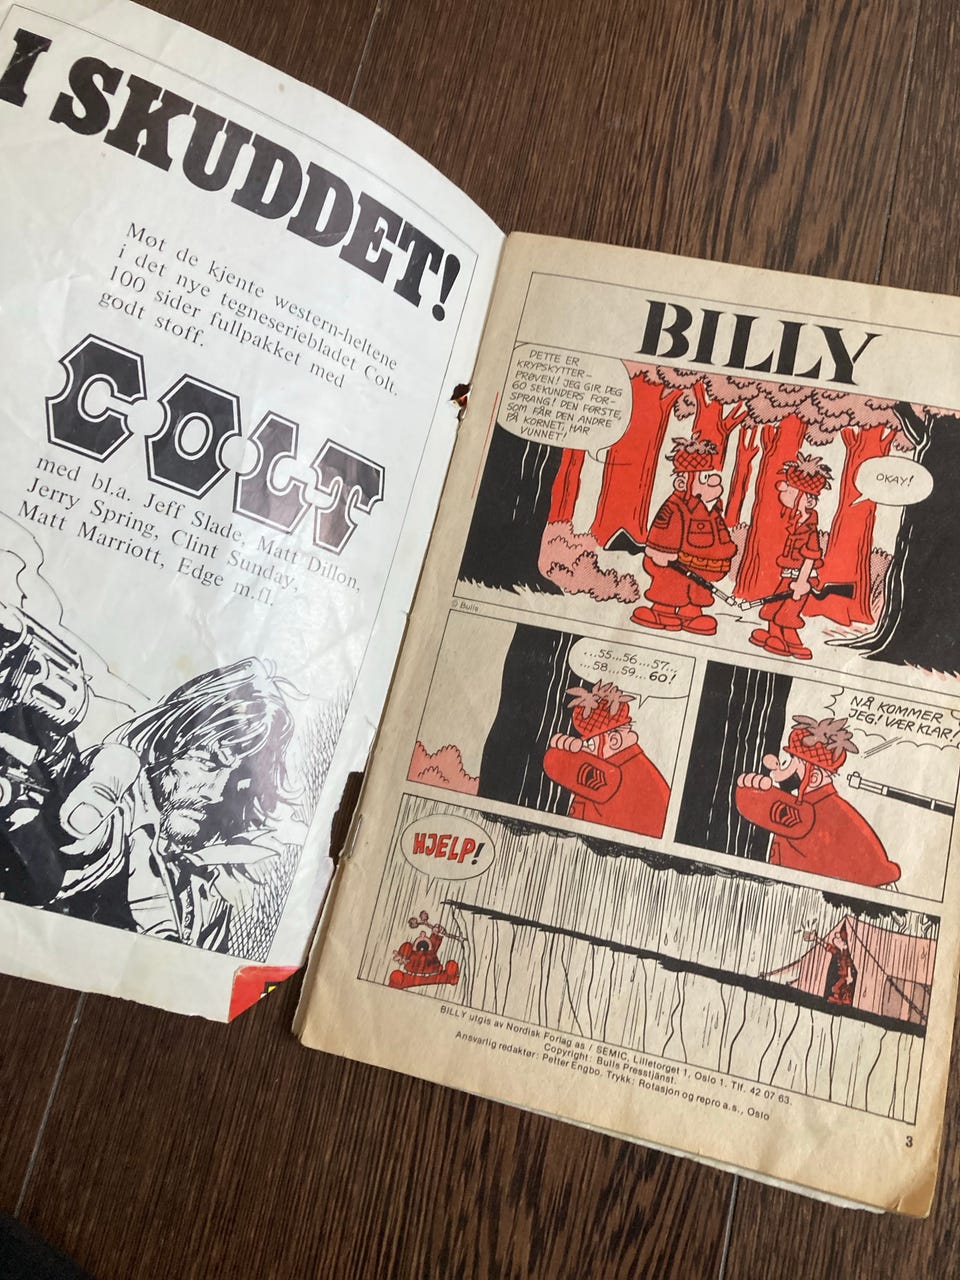 I SKUDDET!
Møt de kjente western-heltene
i det nye tegneseriebladet Colt.
100 sider fullpakket med
godt stoff.
COLT
med bl.a. Jeff Slade, Matt Dillon,
Jerry Spring, Clint Sunday,
Matt Marriott, Edge m.fl.
BILLY
DETTE ER
KRYPSKYTTER-
PRØVEN! JEG GIR DEG
60 SEKUNDERS FOR-
SPRANG! DEN FØRSTE,
SOM FÅR DEN ANDRE
PÅ KORNET, HAR
VUNNET!
OKAY!
© Bulls
...55...56...57...
...58...59...60!
NÅ KOMMER
JEG! VÆR KLAR!
HJELP!
BILLY utgis av Nordisk Forlag as / SEMIC, Lilletorget 1, Oslo 1. Tlf. 42 07 63.
Copyright: Bulls Presstjänst.
Ansvarlig redaktør: Petter Engbo, Trykk: Rotasjon og repro a.s., Oslo
3